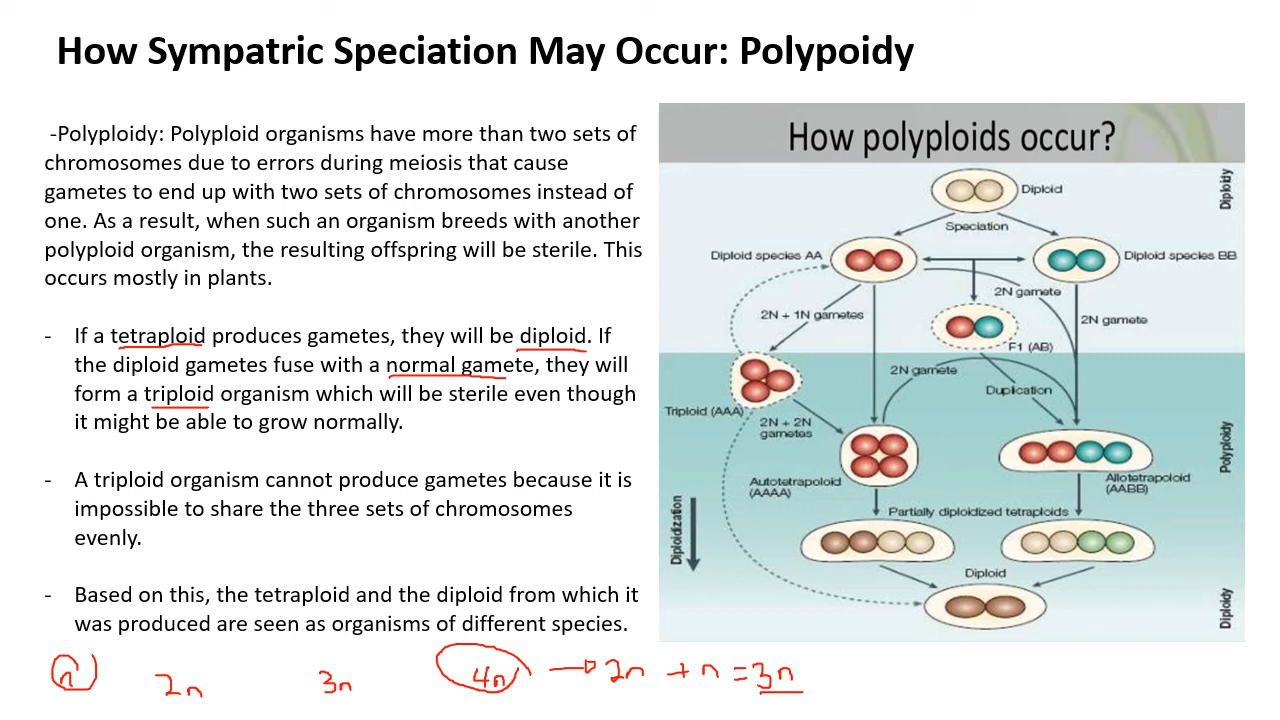 How Sympatric Speciation May Occur: Polypoidy
-Polyploidy: Polyploid organisms have more than two sets of
chromosomes due to errors during meiosis that cause
gametes to end up with two sets of chromosomes instead of
one. As a result, when such an organism breeds with another
polyploid organism, the resulting offspring will be sterile. This
occurs mostly in plants.
- If a tetraploid produces gametes, they will be diploid. If
the diploid gametes fuse with a normal gamete, they will
form a triploid organism which will be sterile even though
it might be able to grow normally.
- A triploid organism cannot produce gametes because it is
impossible to share the three sets of chromosomes
evenly.
- Based on this, the tetraploid and the diploid from which it
was produced are seen as organisms of different species.
n 2n 3n 4n → 2n + n = 3n
How polyploids occur?
Diploid
Diploidy
Speciation
Diploid species AA
Diploid species BB
2N gamete
2N + 1N gametes
2N gamete
F1 (AB)
2N gamete
Duplication
Triploid (AAA)
2N + 2N
gametes
Polyploidy
Autotetrapoloid
(AAAA)
Allotetrapoloid
(AABB)
Partially diploidized tetraploids
Diploidization
Diploid
Diploidy